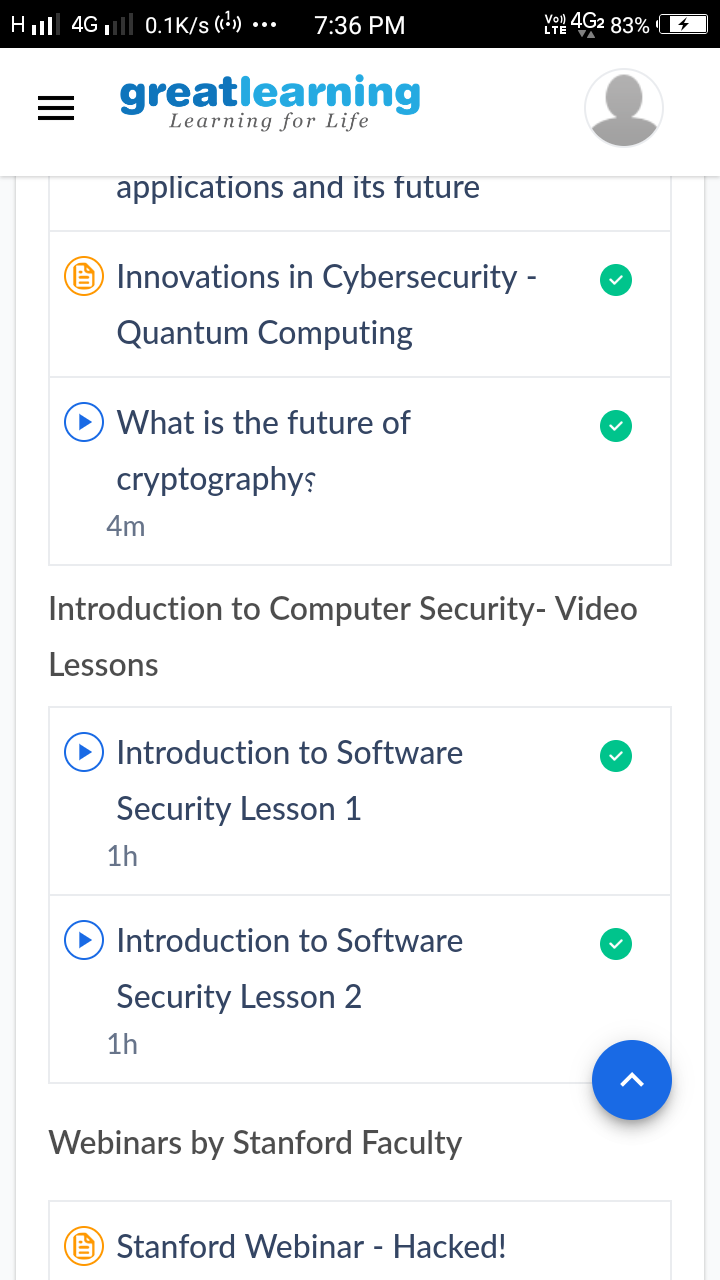 H 4G 0.1K/s ... 7:36 PM Vo)) LTE 4G2 83%
greatlearning
Learning for Life
applications and its future
Innovations in Cybersecurity -
Quantum Computing
What is the future of
cryptography؟
4m
Introduction to Computer Security- Video
Lessons
Introduction to Software
Security Lesson 1
1h
Introduction to Software
Security Lesson 2
1h
Webinars by Stanford Faculty
Stanford Webinar - Hacked!